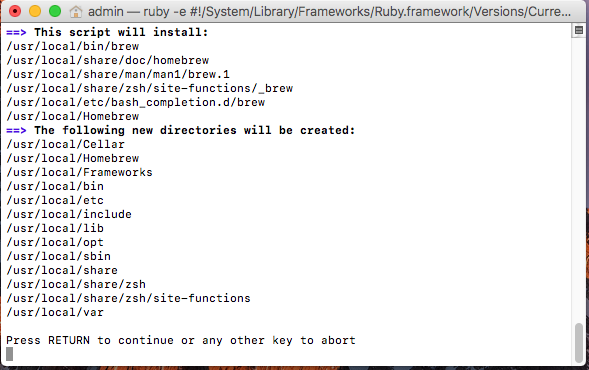 admin — ruby -e #!/System/Library/Frameworks/Ruby.framework/Versions/Curre...
==> This script will install:
/usr/local/bin/brew
/usr/local/share/doc/homebrew
/usr/local/share/man/man1/brew.1
/usr/local/share/zsh/site-functions/_brew
/usr/local/etc/bash_completion.d/brew
/usr/local/Homebrew
==> The following new directories will be created:
/usr/local/Cellar
/usr/local/Homebrew
/usr/local/Frameworks
/usr/local/bin
/usr/local/etc
/usr/local/include
/usr/local/lib
/usr/local/opt
/usr/local/sbin
/usr/local/share
/usr/local/share/zsh
/usr/local/share/zsh/site-functions
/usr/local/var
Press RETURN to continue or any other key to abort